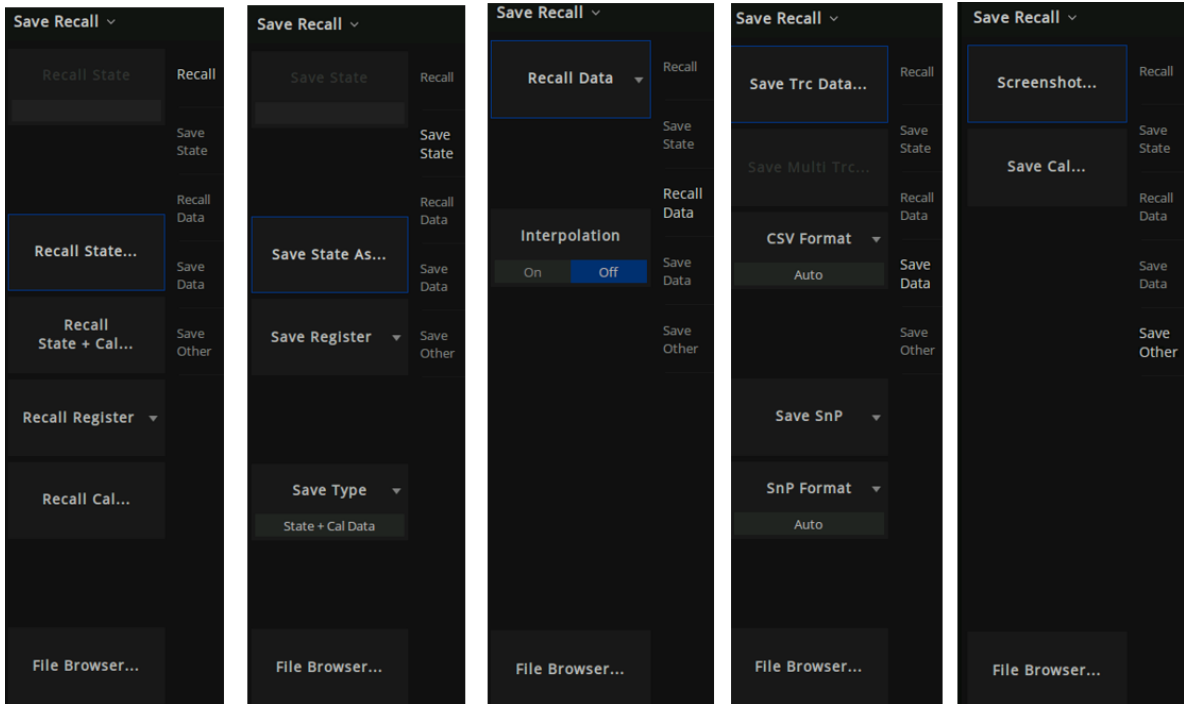 Save Recall
Recall State
Recall State...
Recall
State + Cal...
Recall Register
Recall Cal...
File Browser...
Recall
Save
State
Recall
Data
Save
Data
Save
Other
Save Recall
Save State
Save State As...
Save Register
Save Type
State + Cal Data
File Browser...
Recall
Save
State
Recall
Data
Save
Data
Save
Other
Save Recall
Recall Data
Interpolation
On Off
File Browser...
Recall
Save
State
Recall
Data
Save
Data
Save
Other
Save Recall
Save Trc Data...
Save Multi Trc...
CSV Format
Auto
Save SnP
SnP Format
Auto
File Browser...
Recall
Save
State
Recall
Data
Save
Data
Save
Other
Save Recall
Screenshot...
Save Cal...
File Browser...
Recall
Save
State
Recall
Data
Save
Data
Save
Other